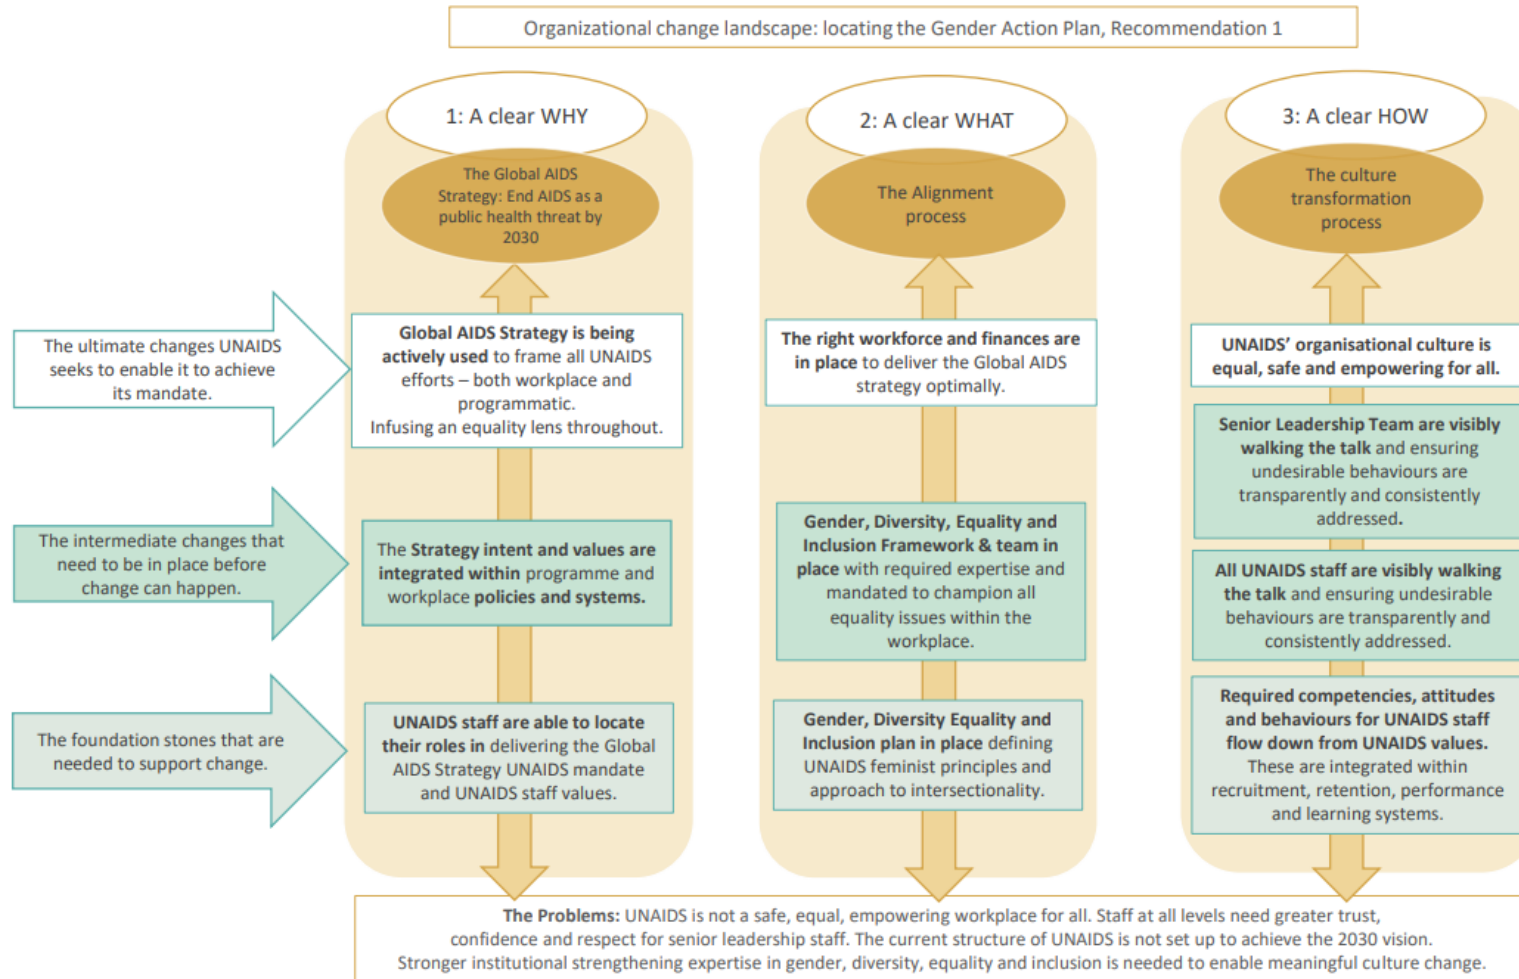 Organizational change landscape: locating the Gender Action Plan, Recommendation 1
1: A clear WHY
The Global AIDS
Strategy: End AIDS as a
public health threat by
2030
2: A clear WHAT
The Alignment
process
3: A clear HOW
The culture
transformation
process
The ultimate changes UNAIDS
seeks to enable it to achieve
its mandate.
Global AIDS Strategy is being
actively used to frame all UNAIDS
efforts – both workplace and
programmatic.
Infusing an equality lens throughout.
The right workforce and finances are
in place to deliver the Global AIDS
strategy optimally.
UNAIDS' organisational culture is
equal, safe and empowering for all.
Senior Leadership Team are visibly
walking the talk and ensuring
undesirable behaviours are
transparently and consistently
addressed.
The intermediate changes that
need to be in place before
change can happen.
The Strategy intent and values are
integrated within programme and
workplace policies and systems.
Gender, Diversity, Equality and
Inclusion Framework & team in
place with required expertise and
mandated to champion all
equality issues within the
workplace.
All UNAIDS staff are visibly walking
the talk and ensuring undesirable
behaviours are transparently and
consistently addressed.
The foundation stones that are
needed to support change.
UNAIDS staff are able to locate
their roles in delivering the Global
AIDS Strategy UNAIDS mandate
and UNAIDS staff values.
Gender, Diversity Equality and
Inclusion plan in place defining
UNAIDS feminist principles and
approach to intersectionality.
Required competencies, attitudes
and behaviours for UNAIDS staff
flow down from UNAIDS values.
These are integrated within
recruitment, retention, performance
and learning systems.
The Problems: UNAIDS is not a safe, equal, empowering workplace for all. Staff at all levels need greater trust,
confidence and respect for senior leadership staff. The current structure of UNAIDS is not set up to achieve the 2030 vision.
Stronger institutional strengthening expertise in gender, diversity, equality and inclusion is needed to enable meaningful culture change.